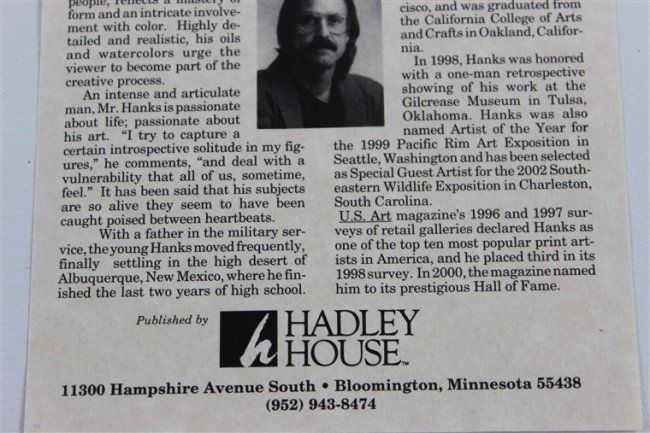 people, reflects a mastery of
form and an intricate involve-
ment with color. Highly de-
tailed and realistic, his oils
and watercolors urge the
viewer to become part of the
creative process.
An intense and articulate
man, Mr. Hanks is passionate
about life; passionate about
his art. "I try to capture a
certain introspective solitude in my fig-
ures," he comments, "and deal with a
vulnerability that all of us, sometime,
feel." It has been said that his subjects
are so alive they seem to have been
caught poised between heartbeats.
With a father in the military ser-
vice, the young Hanks moved frequently,
finally settling in the high desert of
Albuquerque, New Mexico, where he fin-
ished the last two years of high school.
cisco, and was graduated from
the California College of Arts
and Crafts in Oakland, Califor-
nia.
In 1998, Hanks was honored
with a one-man retrospective
showing of his work at the
Gilcrease Museum in Tulsa,
Oklahoma. Hanks was also
named Artist of the Year for
the 1999 Pacific Rim Art Exposition in
Seattle, Washington and has been selected
as Special Guest Artist for the 2002 South-
eastern Wildlife Exposition in Charleston,
South Carolina.
U.S. Art magazine's 1996 and 1997 sur-
veys of retail galleries declared Hanks as
one of the top ten most popular print art-
ists in America, and he placed third in its
1998 survey. In 2000, the magazine named
him to its prestigious Hall of Fame.
Published by
h HADLEY
HOUSE™
11300 Hampshire Avenue South • Bloomington, Minnesota 55438
(952) 943-8474